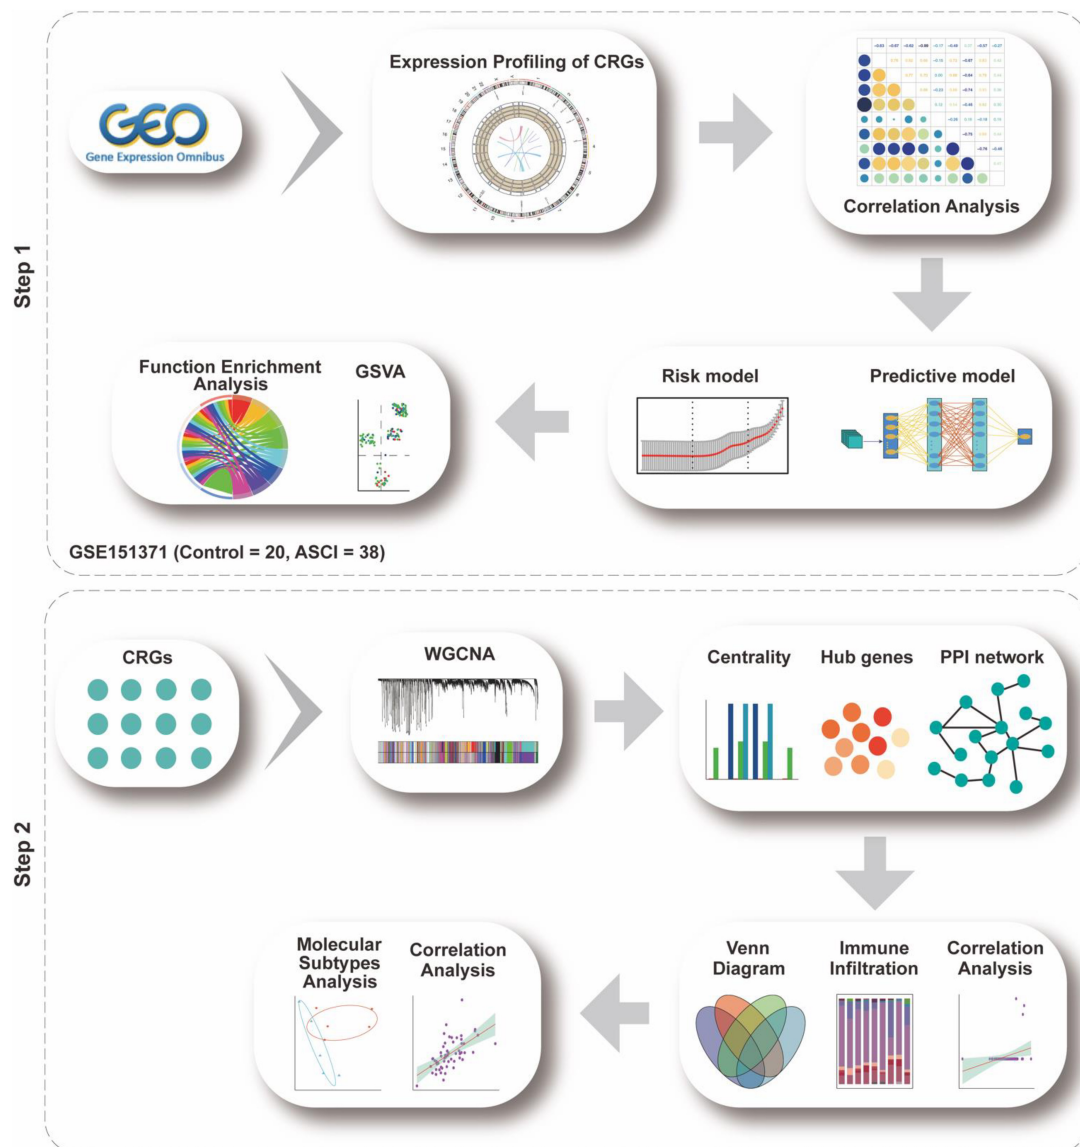 Step 1
GEO
Gene Expression Omnibus
Expression Profiling of CRGs
Correlation Analysis
Function Enrichment
Analysis
GSVA
Risk model
Predictive model
GSE151371 (Control = 20, ASCI = 38)
Step 2
CRGs
WGCNA
Centrality
Hub genes
PPI network
Molecular
Subtypes
Analysis
Correlation
Analysis
Venn
Diagram
Immune
Infiltration
Correlation
Analysis